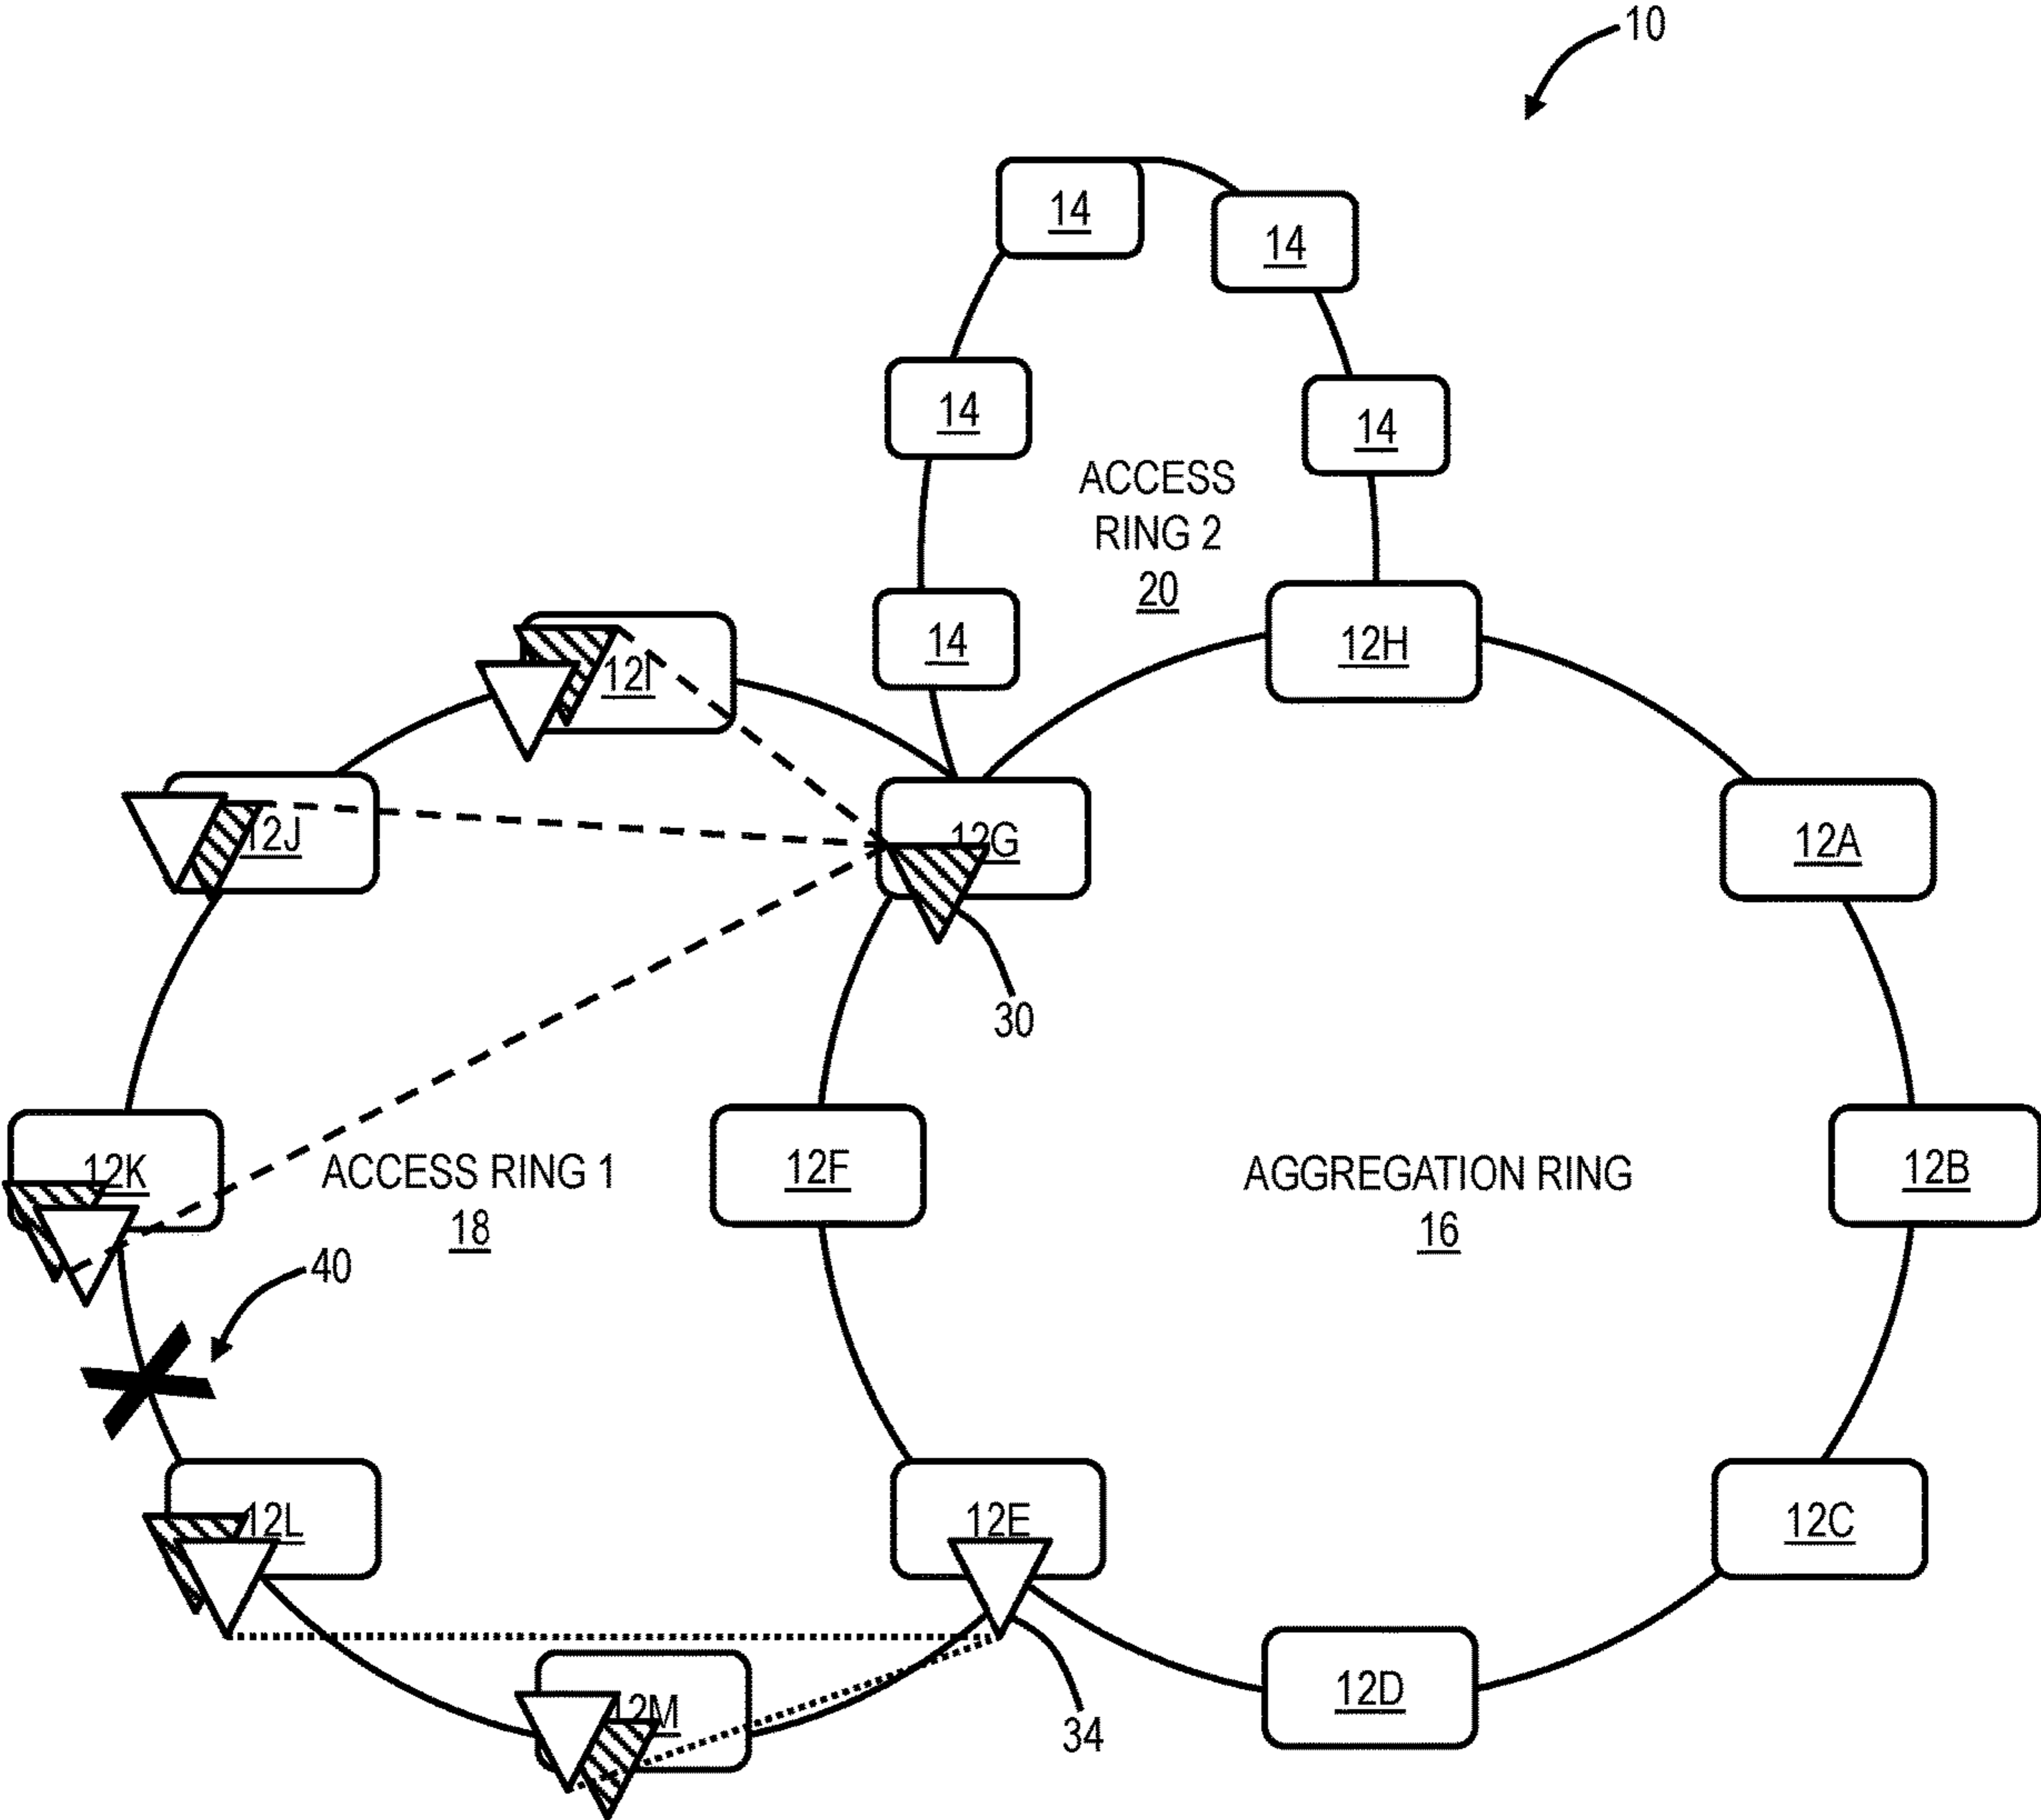 10
14
14
14
14
ACCESS
RING 2
20
14
12H
12I
12J
12G
12A
30
12K
ACCESS RING 1
18
12F
AGGREGATION RING
16
12B
40
12L
12E
12C
12M
34
12D